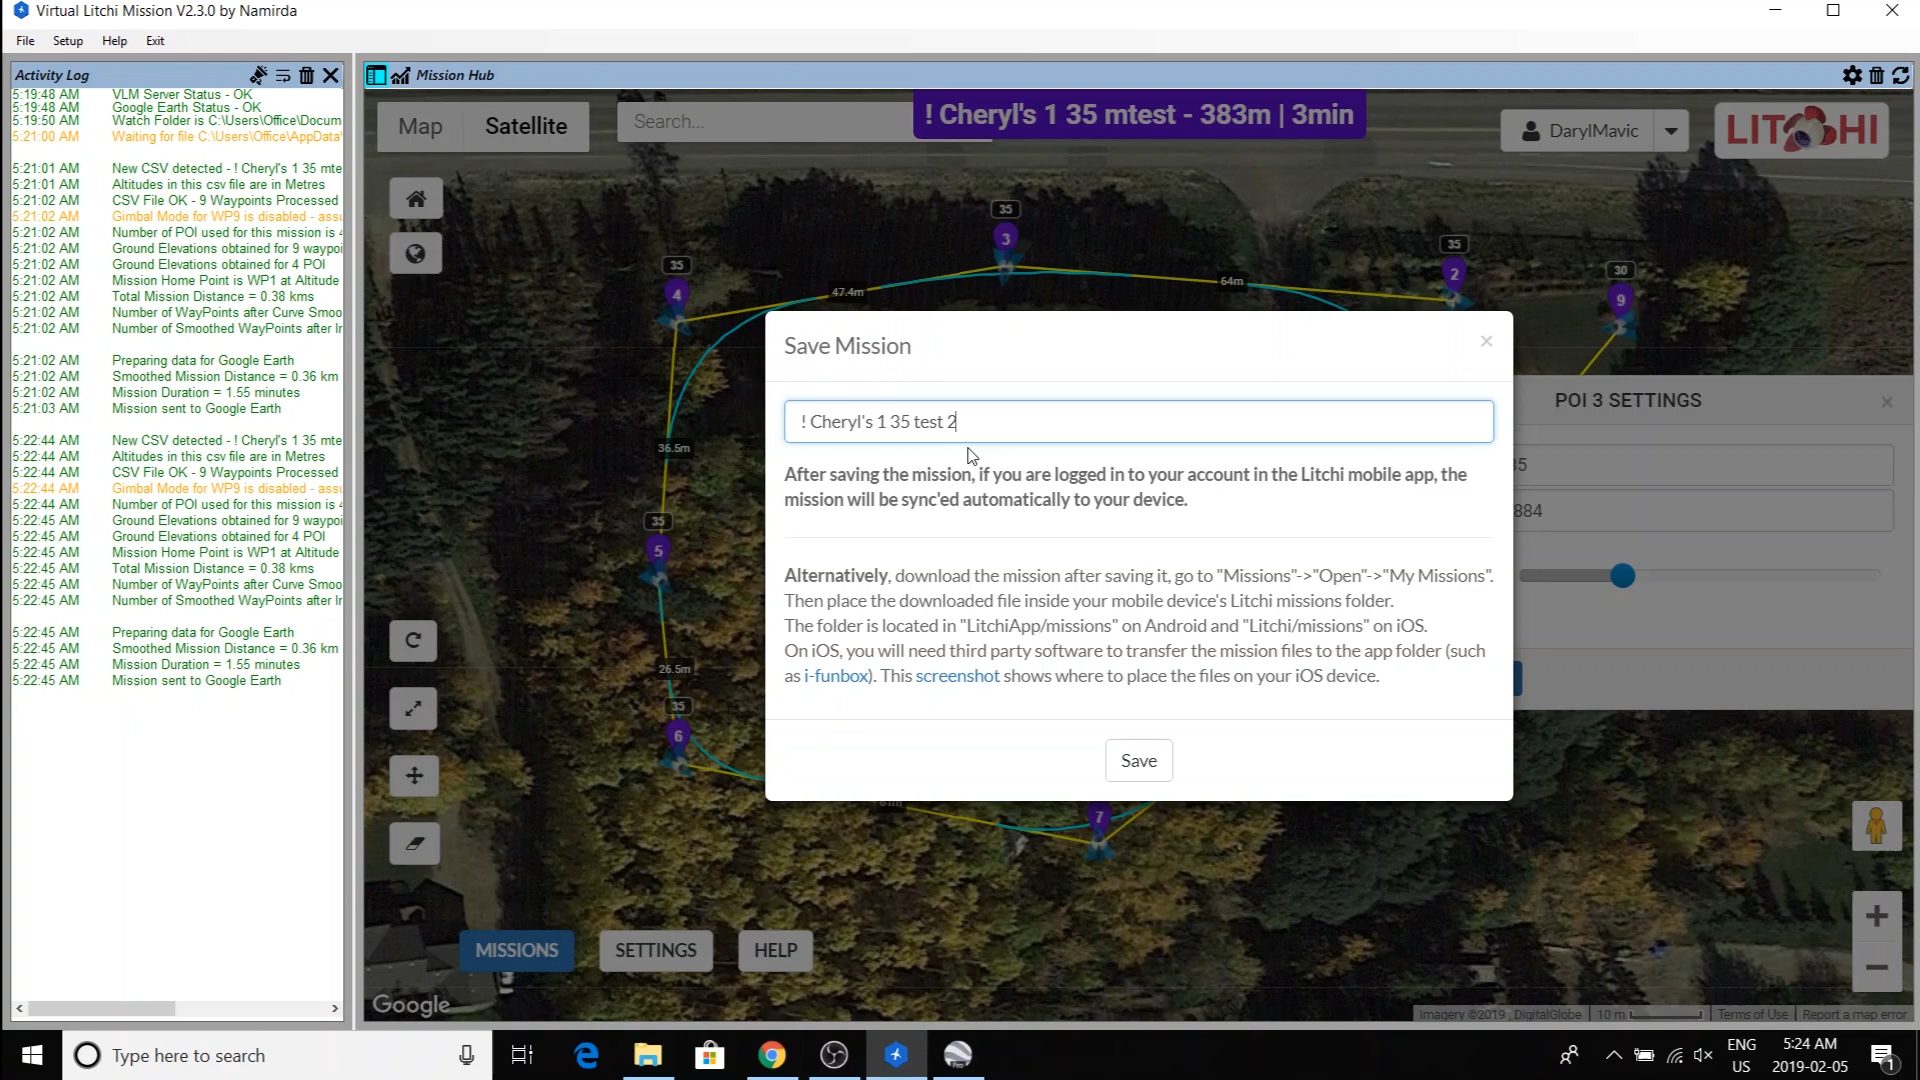 Virtual Litchi Mission V2.3.0 by Namirda
File Setup Help Exit
Activity Log
5:19:48 AM VLM Server Status - OK
5:19:48 AM Google Earth Status - OK
5:19:50 AM Watch Folder is C:\Users\Office\Docum
5:21:00 AM Waiting for file C:\Users\Office\AppData\
5:21:01 AM New CSV detected - ! Cheryl's 1 35 mte
5:21:01 AM Altitudes in this csv file are in Metres
5:21:02 AM CSV File OK - 9 Waypoints Processed
5:21:02 AM Gimbal Mode for WP9 is disabled - assu
5:21:02 AM Number of POI used for this mission is 4
5:21:02 AM Ground Elevations obtained for 9 waypoi
5:21:02 AM Ground Elevations obtained for 4 POI
5:21:02 AM Mission Home Point is WP1 at Altitude
5:21:02 AM Total Mission Distance = 0.38 kms
5:21:02 AM Number of WayPoints after Curve Smoo
5:21:02 AM Number of Smoothed WayPoints after Ir
5:21:02 AM Preparing data for Google Earth
5:21:02 AM Smoothed Mission Distance = 0.36 km
5:21:02 AM Mission Duration = 1.55 minutes
5:21:03 AM Mission sent to Google Earth
5:22:44 AM New CSV detected - ! Cheryl's 1 35 mte
5:22:44 AM Altitudes in this csv file are in Metres
5:22:44 AM CSV File OK - 9 Waypoints Processed
5:22:44 AM Gimbal Mode for WP9 is disabled - assu
5:22:44 AM Number of POI used for this mission is 4
5:22:45 AM Ground Elevations obtained for 9 waypoi
5:22:45 AM Ground Elevations obtained for 4 POI
5:22:45 AM Mission Home Point is WP1 at Altitude
5:22:45 AM Total Mission Distance = 0.38 kms
5:22:45 AM Number of WayPoints after Curve Smoo
5:22:45 AM Number of Smoothed WayPoints after Ir
5:22:45 AM Preparing data for Google Earth
5:22:45 AM Smoothed Mission Distance = 0.36 km
5:22:45 AM Mission Duration = 1.55 minutes
5:22:45 AM Mission sent to Google Earth
Mission Hub
Map Satellite Search...
! Cheryl's 1 35 mtest - 383m | 3min
DarylMavic
LITCHI
35
3
35
2
30
9
35
4
47.4m
64m
36.5m
35
5
26.5m
35
6
61m
7
Save Mission
×
! Cheryl's 1 35 test 2
After saving the mission, if you are logged in to your account in the Litchi mobile app, the
mission will be sync'ed automatically to your device.
Alternatively, download the mission after saving it, go to "Missions"->"Open"->"My Missions".
Then place the downloaded file inside your mobile device's Litchi missions folder.
The folder is located in "LitchiApp/missions" on Android and "Litchi/missions" on iOS.
On iOS, you will need third party software to transfer the mission files to the app folder (such
as i-funbox). This screenshot shows where to place the files on your iOS device.
Save
POI 3 SETTINGS
×
35
884
MISSIONS SETTINGS HELP
Google
Imagery ©2019 , DigitalGlobe 10 m Terms of Use Report a map error
Type here to search
Pro
ENG
US
5:24 AM
2019-02-05
1